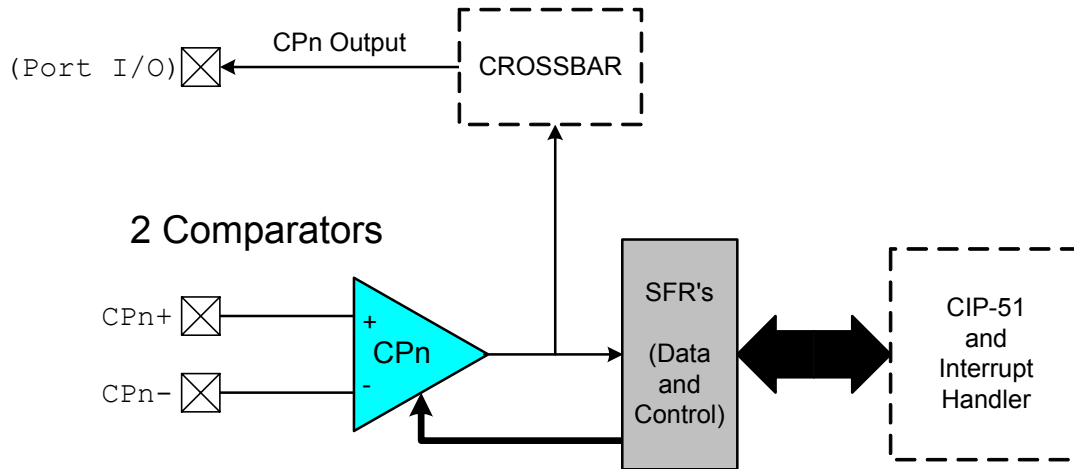 CPn Output
(Port I/O)
CROSSBAR
2 Comparators
CPn+
CPn-
+
CPn
-
SFR's
(Data
and
Control)
CIP-51
and
Interrupt
Handler